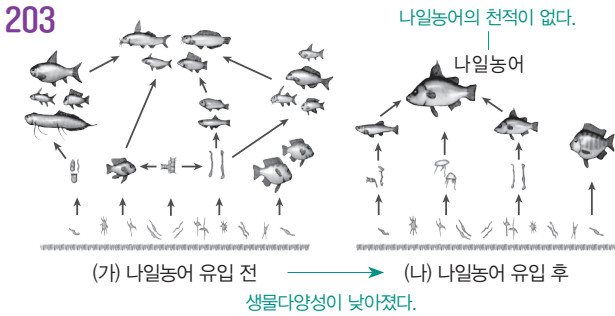 203
나일농어의 천적이 없다.
나일농어
(가) 나일농어 유입 전
(나) 나일농어 유입 후
생물다양성이 낮아졌다.